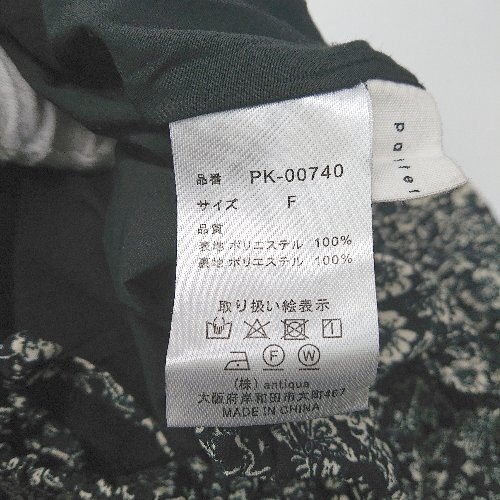 品番 PK-00740
サイズ F
品質
表地 ポリエステル 100%
裏地 ポリエステル 100%
取り扱い絵表示
F W
(株) antiqua
大阪府岸和田市大町467
MADE IN CHINA